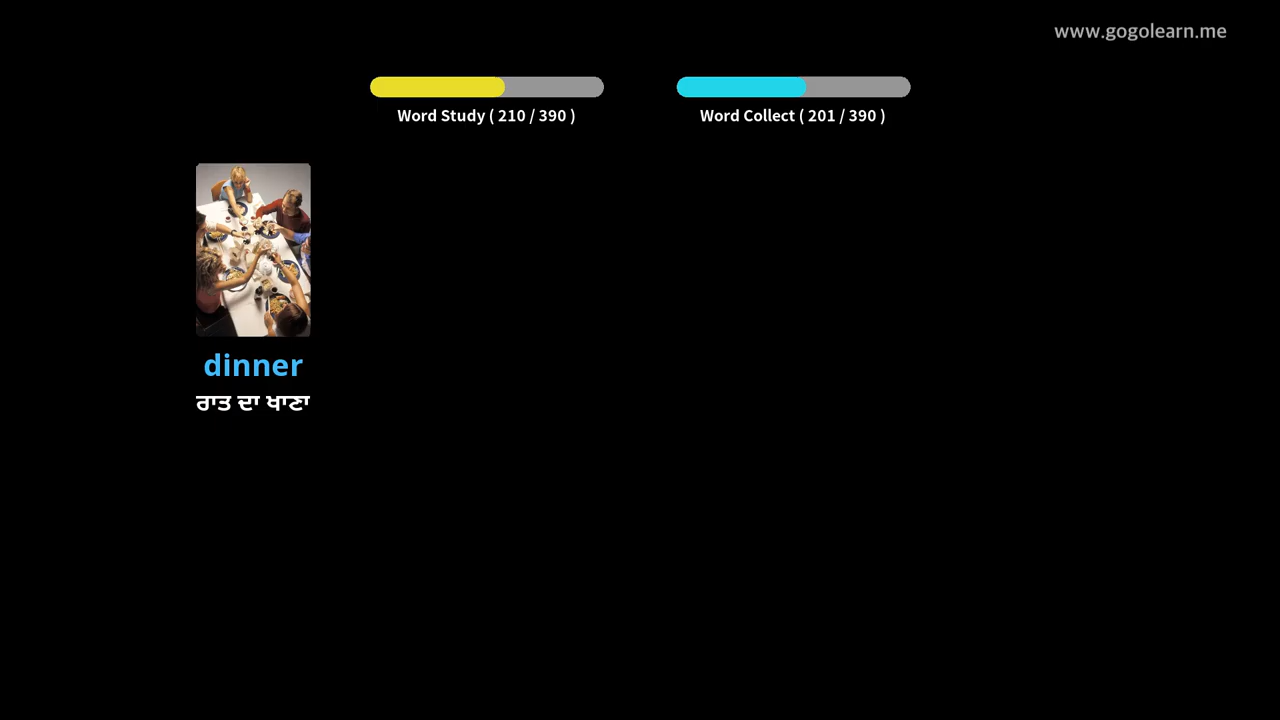 www.gogolearn.me
Word Study ( 210 / 390 )
Word Collect ( 201 / 390 )
dinner
ਰਾਤ ਦਾ ਖਾਣਾ